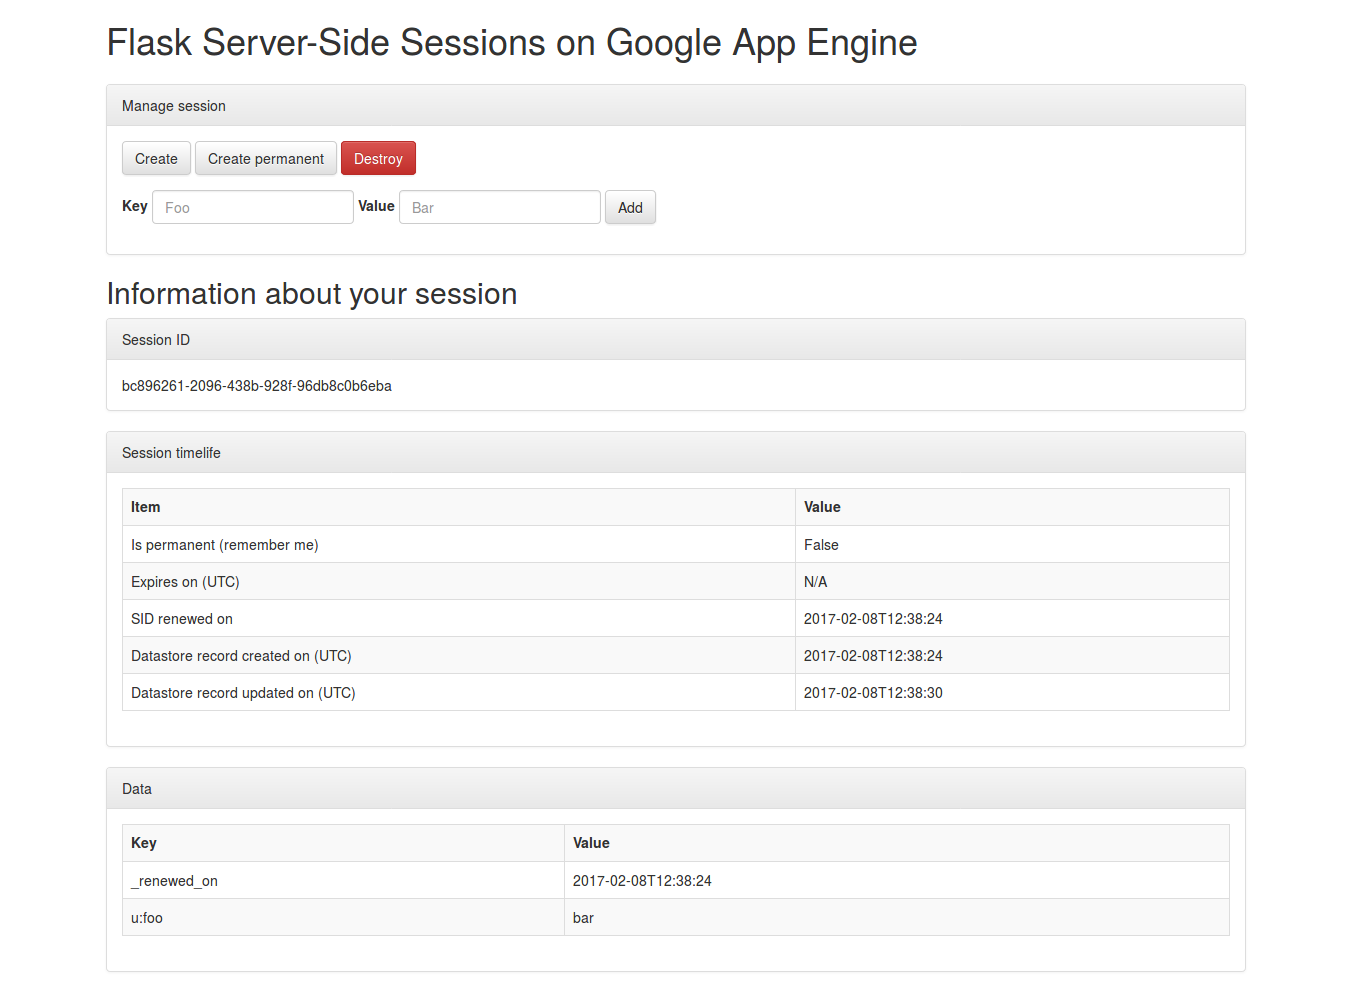 Flask Server-Side Sessions on Google App Engine
Manage session
Create Create permanent Destroy
Key Foo Value Bar Add
Information about your session
Session ID
bc896261-2096-438b-928f-96db8c0b6eba
Session timelife
Item Value
Is permanent (remember me) False
Expires on (UTC) N/A
SID renewed on 2017-02-08T12:38:24
Datastore record created on (UTC) 2017-02-08T12:38:24
Datastore record updated on (UTC) 2017-02-08T12:38:30
Data
Key Value
_renewed_on 2017-02-08T12:38:24
u:foo bar